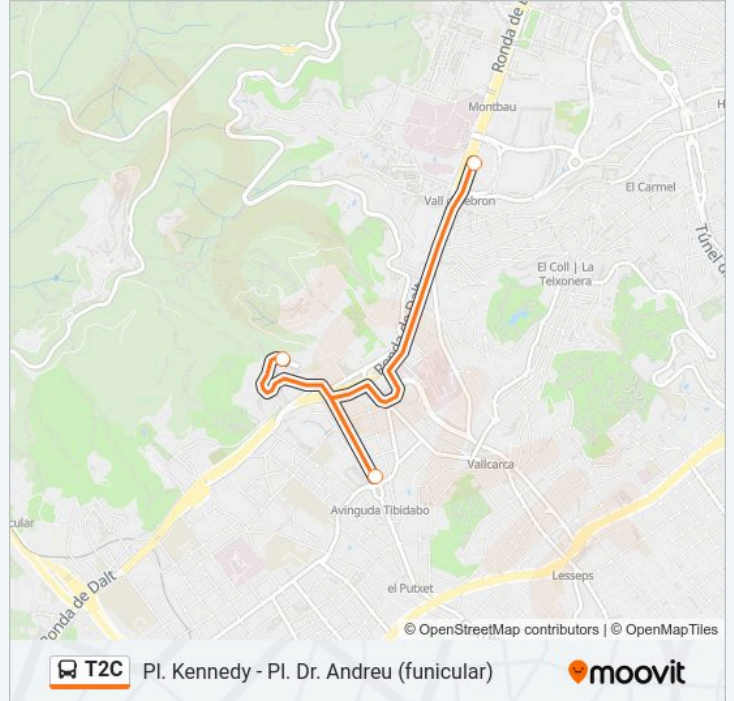 Ronda de D
Montbau
H
Vall d'Hebron
El Carmel
Túnel d
El Coll | La
Teixonera
Ronda de Dalt
Vallcarca
Avinguda Tibidabo
cular
Ronda de Dalt
Lesseps
el Putxet
© OpenStreetMap contributors | © OpenMapTiles
T2C Pl. Kennedy - Pl. Dr. Andreu (funicular) moovit